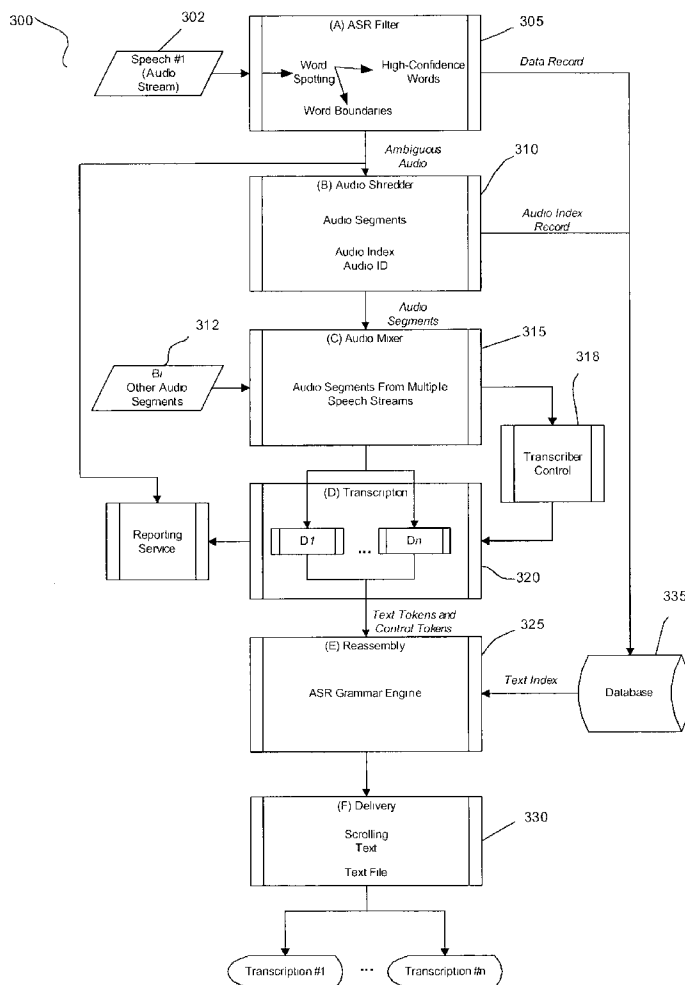 300
302
Speech #1
(Audio
Stream)
(A) ASR Filter
Word
Spotting
High-Confidence
Words
Word Boundaries
305
Data Record
Ambiguous
Audio
310
(B) Audio Shredder
Audio Segments
Audio Index
Audio ID
Audio Index
Record
Audio
Segments
312
B/
Other Audio
Segments
(C) Audio Mixer
Audio Segments From Multiple
Speech Streams
315
318
Transcriber
Control
(D) Transcription
D1
...
Dn
320
Reporting
Service
Text Tokens and
Control Tokens
325
335
(E) Reassembly
ASR Grammar Engine
Text Index
Database
(F) Delivery
Scrolling
Text
Text File
330
Transcription #1
...
Transcription #n